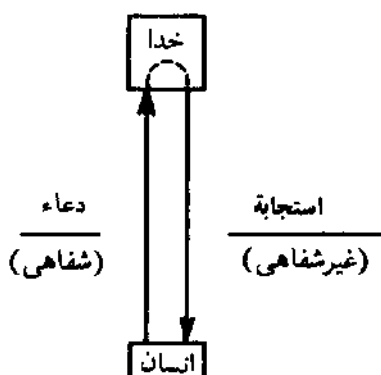 خدا
دعاء
(شفاهی)
استجابة
(غیرشفاهی)
انسان